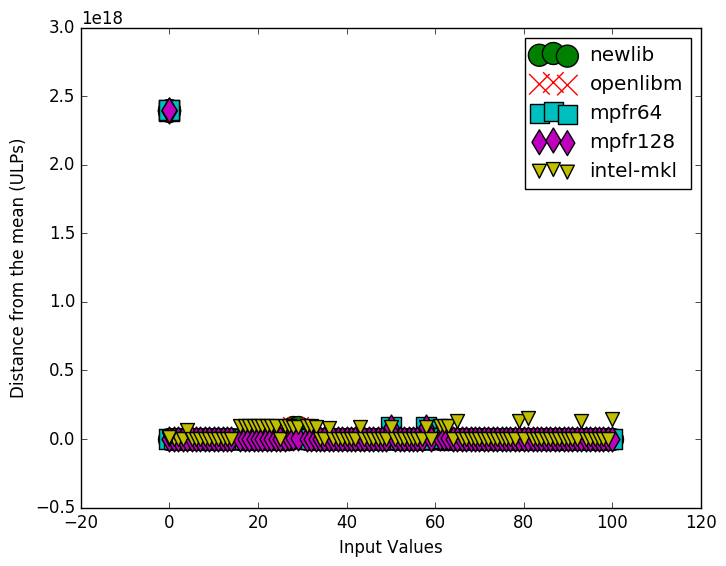 1e18
3.0
2.5
2.0
1.5
1.0
0.5
0.0
−0.5
−20
0
20
40
60
80
100
120
Distance from the mean (ULPs)
Input Values
newlib
openlibm
mpfr64
mpfr128
intel-mkl